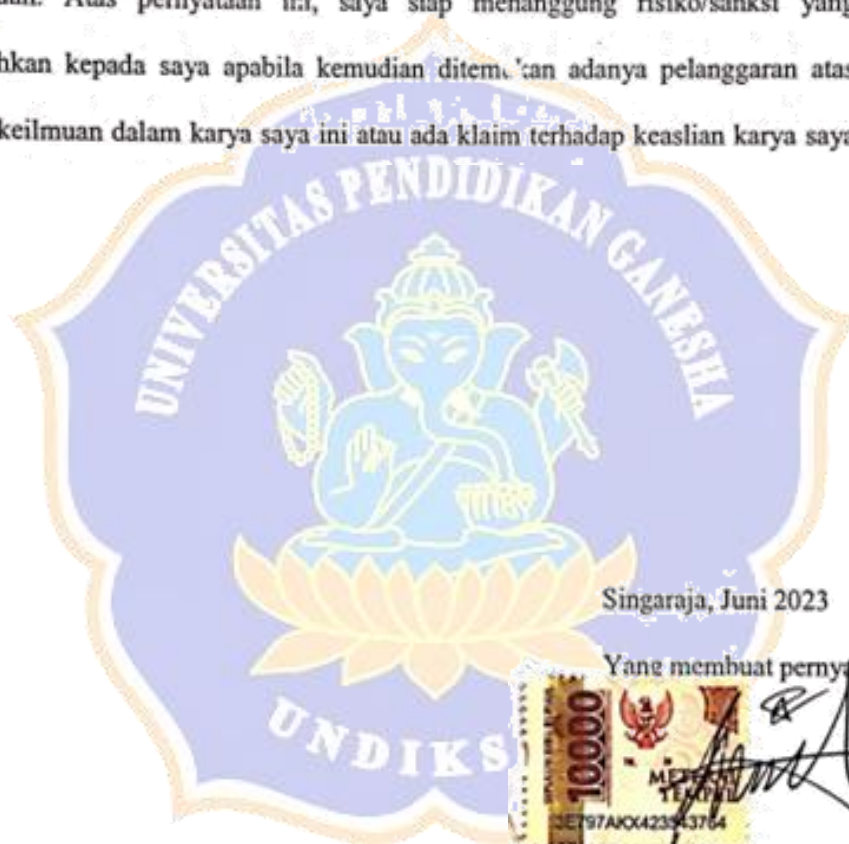 Atas pernyataan ini, saya siap menanggung risiko/sanksi yang
kepada saya apabila kemudian ditemukan adanya pelanggaran atas
keilmuan dalam karya saya ini atau ada klaim terhadap keaslian karya saya
UNIVERSITAS PENDIDIKAN GANESHA
Singaraja, Juni 2023
Yang membuat
UNDIKS
10000
METERAI
TEMPEL